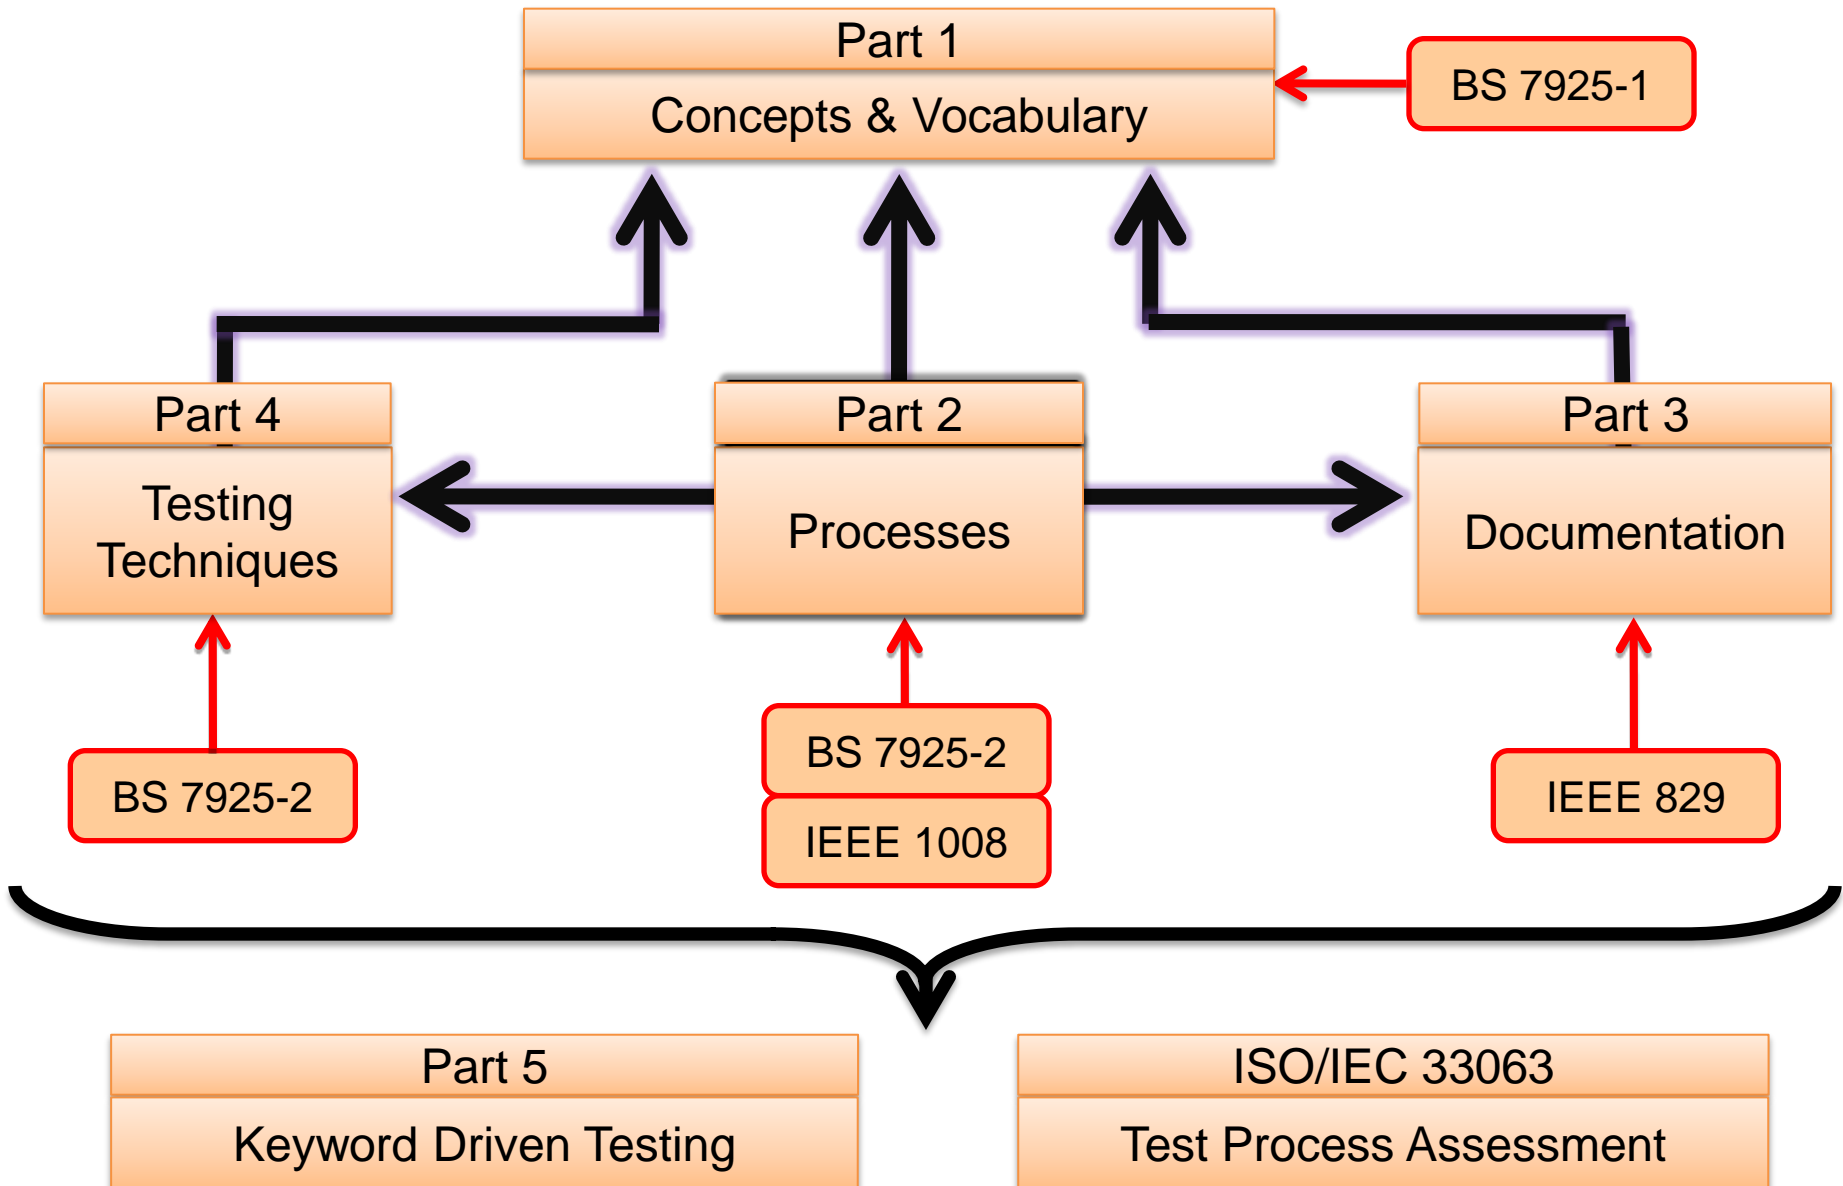 Part 1
Concepts & Vocabulary
BS 7925-1
Part 4
Testing
Techniques
Part 2
Processes
Part 3
Documentation
BS 7925-2
BS 7925-2
IEEE 1008
IEEE 829
Part 5
Keyword Driven Testing
ISO/IEC 33063
Test Process Assessment